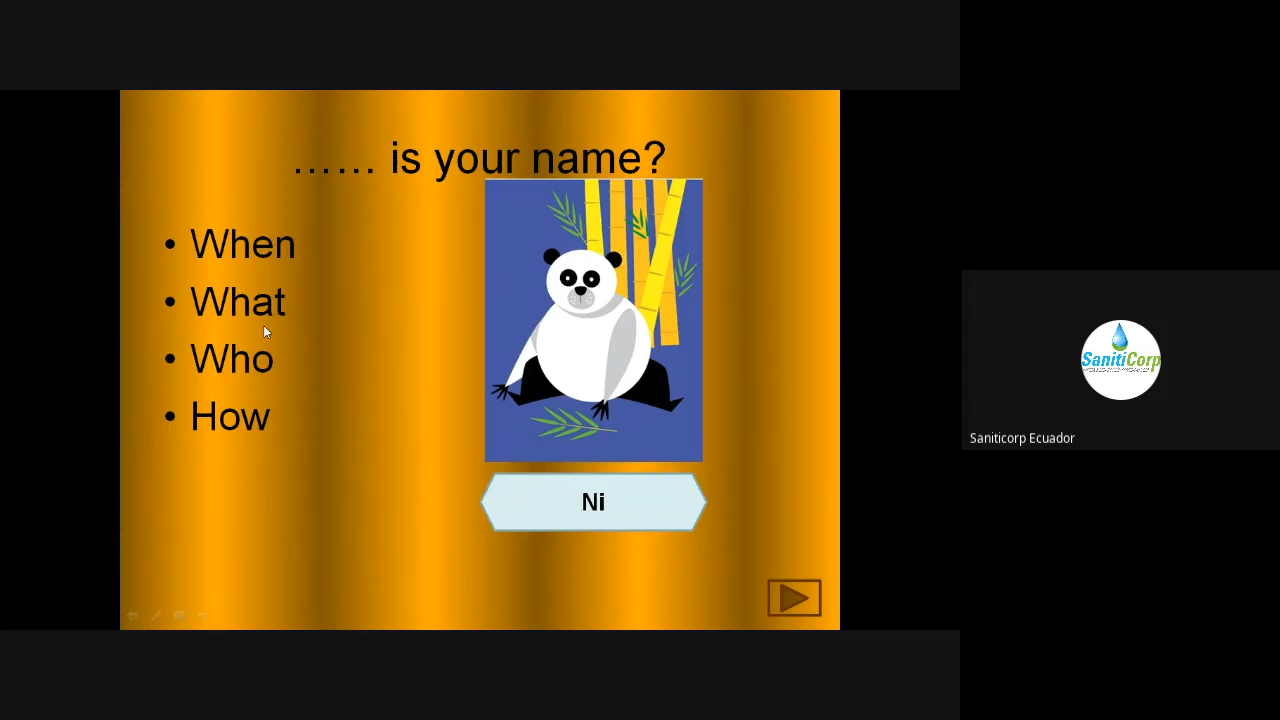 …… is your name?
• When
• What
• Who
• How
Ni
SanitiCorp
Saniticorp Ecuador